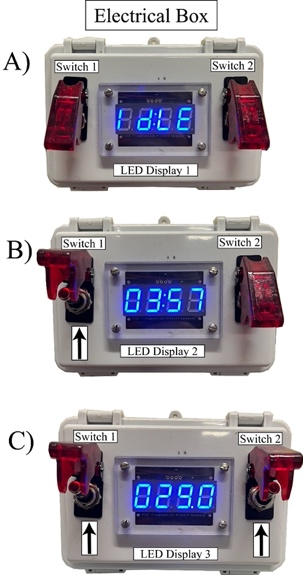 Electrical Box
A)
Switch 1 Switch 2
IdLE
LED Display 1
B)
Switch 1 Switch 2
03:57
LED Display 2
C)
Switch 1 Switch 2
029.0
LED Display 3